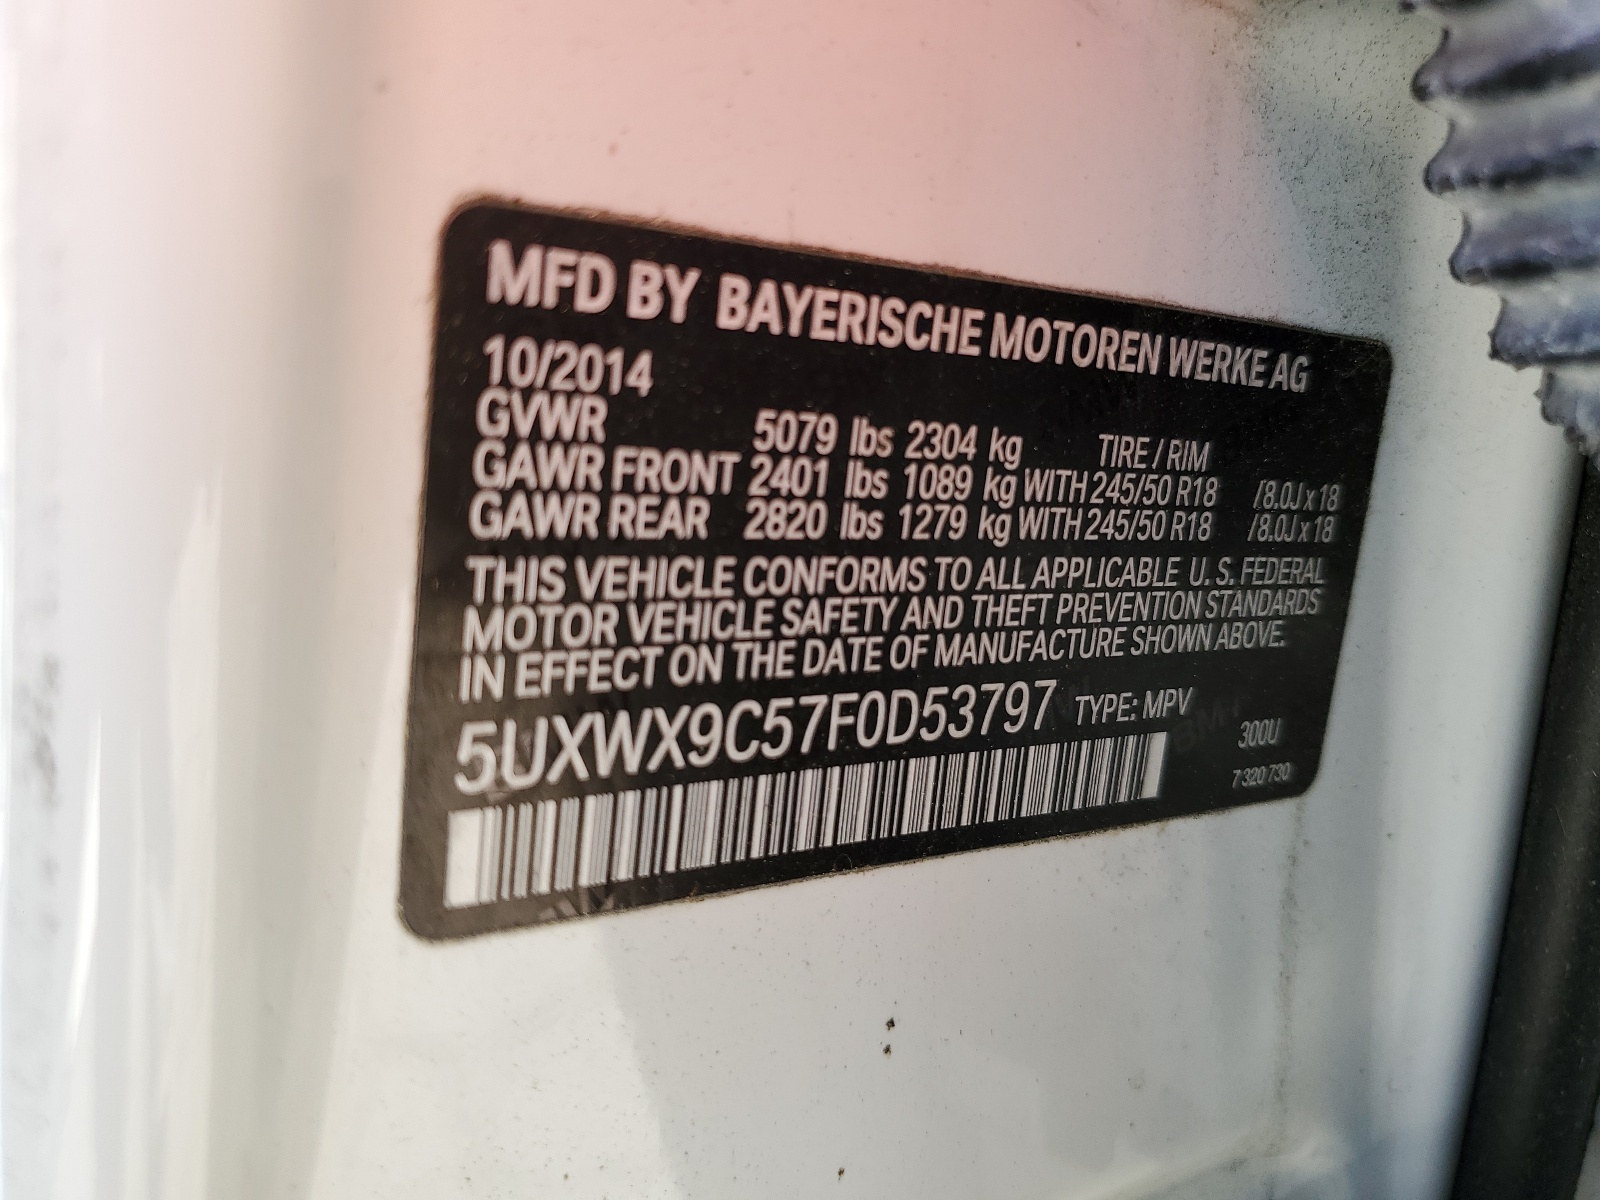 MFD BY BAYERISCHE MOTOREN WERKE AG
10/2014
GVWR 5079 lbs 2304 kg TIRE / RIM
GAWR FRONT 2401 lbs 1089 kg WITH 245/50 R18 /8.0J x 18
GAWR REAR 2820 lbs 1279 kg WITH 245/50 R18 /8.0J x 18
THIS VEHICLE CONFORMS TO ALL APPLICABLE U. S. FEDERAL
MOTOR VEHICLE SAFETY AND THEFT PREVENTION STANDARDS
IN EFFECT ON THE DATE OF MANUFACTURE SHOWN ABOVE.
5UXWX9C57F0D53797 TYPE: MPV
300U
7 320 730